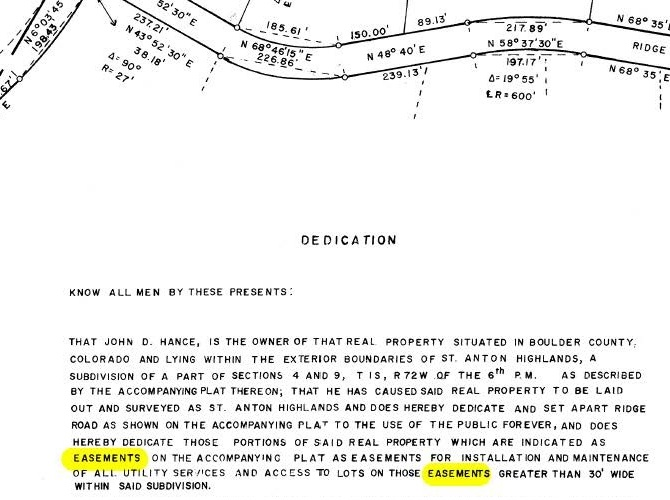 N 6°03'45"
198.43
52'30"E
237.21'
N 43°52'30"E
38.18'
Δ=90°
R=27'
185.61'
N 68°46'15"E
226.86'
150.00'
N 48°40'E
239.13'
89.13'
217.89'
N 58°37'30"E
197.17'
Δ=19°55'
℄R=600'
N 68°35'
RIDGE
N 68°35'E
E
E
DEDICATION
KNOW ALL MEN BY THESE PRESENTS:
THAT JOHN D. HANCE, IS THE OWNER OF THAT REAL PROPERTY SITUATED IN BOULDER COUNTY,
COLORADO AND LYING WITHIN THE EXTERIOR BOUNDARIES OF ST. ANTON HIGHLANDS, A
SUBDIVISION OF A PART OF SECTIONS 4 AND 9, T 1S, R 72W OF THE 6th P.M. AS DESCRIBED
BY THE ACCOMPANYING PLAT THEREON; THAT HE HAS CAUSED SAID REAL PROPERTY TO BE LAID
OUT AND SURVEYED AS ST. ANTON HIGHLANDS AND DOES HEREBY DEDICATE AND SET APART RIDGE
ROAD AS SHOWN ON THE ACCOMPANYING PLAT TO THE USE OF THE PUBLIC FOREVER, AND DOES
HEREBY DEDICATE THOSE PORTIONS OF SAID REAL PROPERTY WHICH ARE INDICATED AS
EASEMENTS ON THE ACCOMPANYING PLAT AS EASEMENTS FOR INSTALLATION AND MAINTENANCE
OF ALL UTILITY SERVICES AND ACCESS TO LOTS ON THOSE EASEMENTS GREATER THAN 30' WIDE
WITHIN SAID SUBDIVISION.